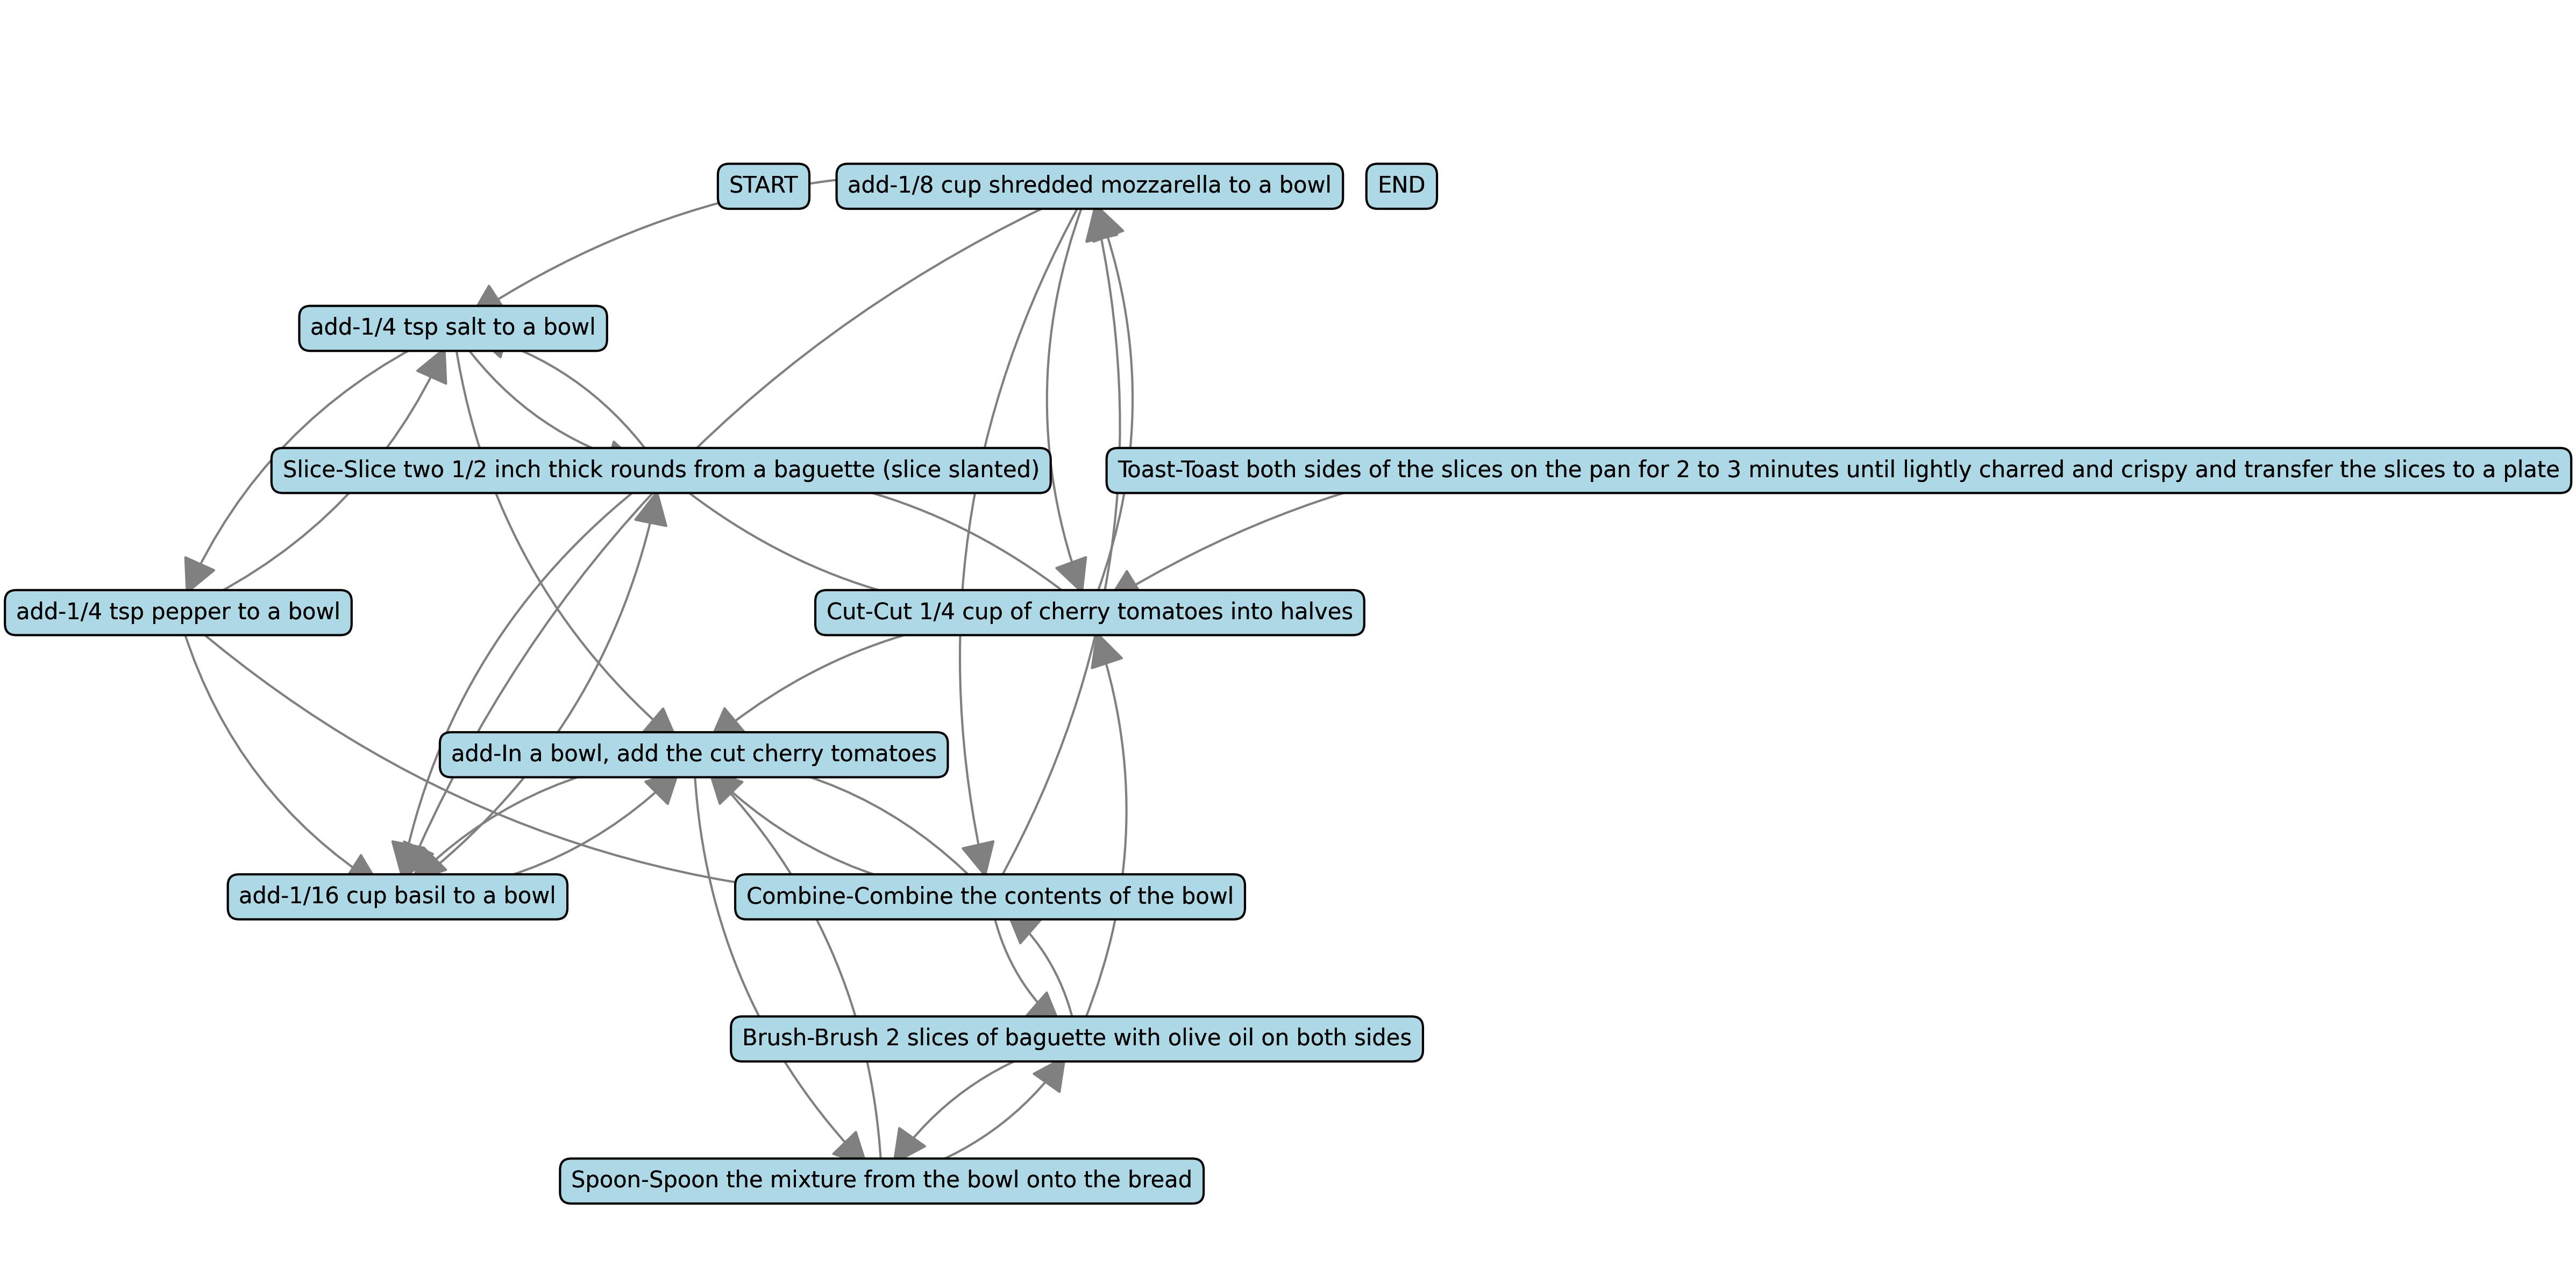 START
add-1/8 cup shredded mozzarella to a bowl
END
add-1/4 tsp salt to a bowl
Slice-Slice two 1/2 inch thick rounds from a baguette (slice slanted)
Toast-Toast both sides of the slices on the pan for 2 to 3 minutes until lightly charred and crispy and transfer the slices to a plate
add-1/4 tsp pepper to a bowl
Cut-Cut 1/4 cup of cherry tomatoes into halves
add-In a bowl, add the cut cherry tomatoes
add-1/16 cup basil to a bowl
Combine-Combine the contents of the bowl
Brush-Brush 2 slices of baguette with olive oil on both sides
Spoon-Spoon the mixture from the bowl onto the bread